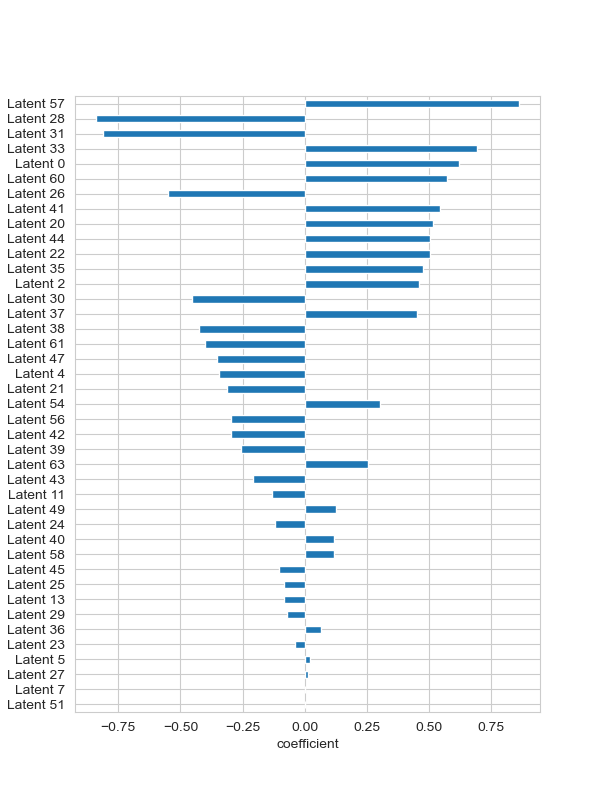 Latent 57
Latent 28
Latent 31
Latent 33
Latent 0
Latent 60
Latent 26
Latent 41
Latent 20
Latent 44
Latent 22
Latent 35
Latent 2
Latent 30
Latent 37
Latent 38
Latent 61
Latent 47
Latent 4
Latent 21
Latent 54
Latent 56
Latent 42
Latent 39
Latent 63
Latent 43
Latent 11
Latent 49
Latent 24
Latent 40
Latent 58
Latent 45
Latent 25
Latent 13
Latent 29
Latent 36
Latent 23
Latent 5
Latent 27
Latent 7
Latent 51
−0.75 −0.50 −0.25 0.00 0.25 0.50 0.75
coefficient